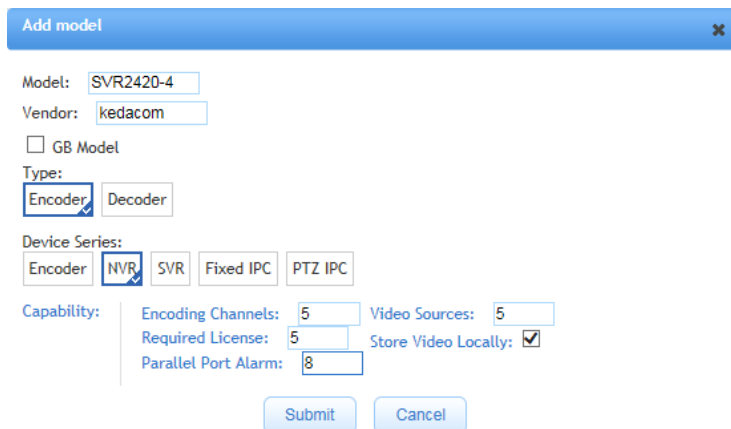 Add model
Model: SVR2420-4
Vendor: kedacom
GB Model
Type:
Encoder Decoder
Device Series:
Encoder NVR SVR Fixed IPC PTZ IPC
Capability: Encoding Channels: 5 Video Sources: 5
Required License: 5 Store Video Locally:
Parallel Port Alarm: 8
Submit Cancel